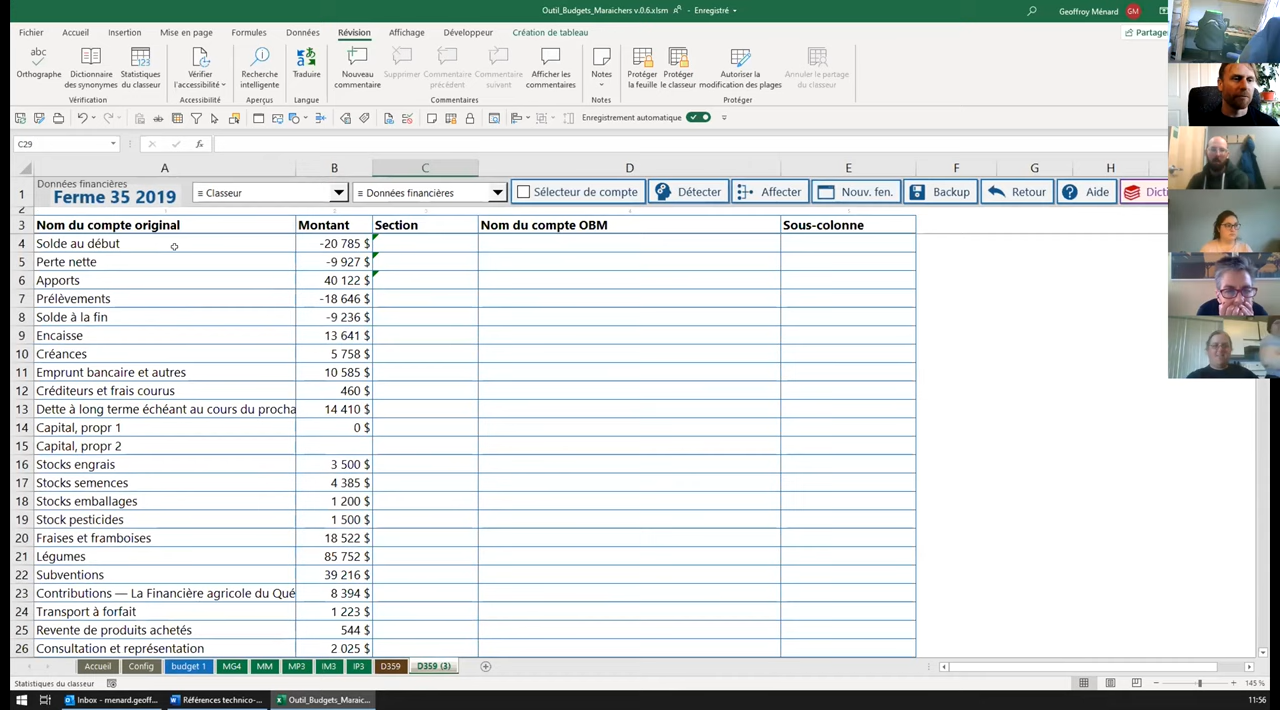 Outil_Budgets_Maraichers v.0.6.xlsm - Enregistré
Geoffroy Ménard GM
Fichier Accueil Insertion Mise en page Formules Données Révision Affichage Développeur Création de tableau Partage
abc 123
Orthographe Dictionnaire des synonymes Statistiques du classeur Vérifier l'accessibilité Recherche intelligente Traduire Nouveau commentaire Supprimer Commentaire précédent Commentaire suivant Afficher les commentaires Notes Protéger la feuille Protéger le classeur Autoriser la modification des plages Annuler le partage du classeur
Vérification Accessibilité Aperçus Langue Commentaires Notes Protéger
Enregistrement automatique
C29 fx
A B C D E F G H
1 Données financières
Ferme 35 2019 = Classeur = Données financières Sélecteur de compte Détecter Affecter Nouv. fen. Backup Retour Aide Dicti
2
3 Nom du compte original Montant Section Nom du compte OBM Sous-colonne
4 Solde au début -20 785 $
5 Perte nette -9 927 $
6 Apports 40 122 $
7 Prélèvements -18 646 $
8 Solde à la fin -9 236 $
9 Encaisse 13 641 $
10 Créances 5 758 $
11 Emprunt bancaire et autres 10 585 $
12 Créditeurs et frais courus 460 $
13 Dette à long terme échéant au cours du procha 14 410 $
14 Capital, propr 1 0 $
15 Capital, propr 2
16 Stocks engrais 3 500 $
17 Stocks semences 4 385 $
18 Stocks emballages 1 200 $
19 Stock pesticides 1 500 $
20 Fraises et framboises 18 522 $
21 Légumes 85 752 $
22 Subventions 39 216 $
23 Contributions — La Financière agricole du Qué 8 394 $
24 Transport à forfait 1 223 $
25 Revente de produits achetés 544 $
26 Consultation et représentation 2 025 $
Accueil Config budget 1 MG4 MM MP3 IM3 IP3 D359 D359 (3)
Statistiques du classeur 145 %
Inbox - menard.geoff... Références technico-... Outil_Budgets_Maraic... 11:56